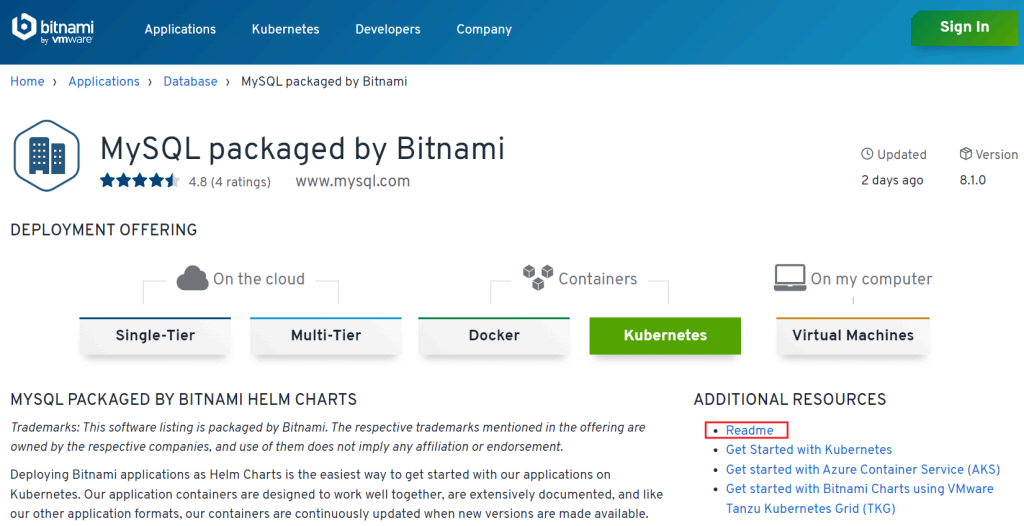 bitnami
by vmware
Applications
Kubernetes
Developers
Company
Sign In
Home › Applications › Database › MySQL packaged by Bitnami
MySQL packaged by Bitnami
4.8 (4 ratings)
www.mysql.com
Updated
2 days ago
Version
8.1.0
DEPLOYMENT OFFERING
On the cloud
Containers
On my computer
Single-Tier
Multi-Tier
Docker
Kubernetes
Virtual Machines
MYSQL PACKAGED BY BITNAMI HELM CHARTS
Trademarks: This software listing is packaged by Bitnami. The respective trademarks mentioned in the offering are
owned by the respective companies, and use of them does not imply any affiliation or endorsement.
Deploying Bitnami applications as Helm Charts is the easiest way to get started with our applications on
Kubernetes. Our application containers are designed to work well together, are extensively documented, and like
our other application formats, our containers are continuously updated when new versions are made available.
ADDITIONAL RESOURCES
Readme
Get Started with Kubernetes
Get started with Azure Container Service (AKS)
Get started with Bitnami Charts using VMware
Tanzu Kubernetes Grid (TKG)